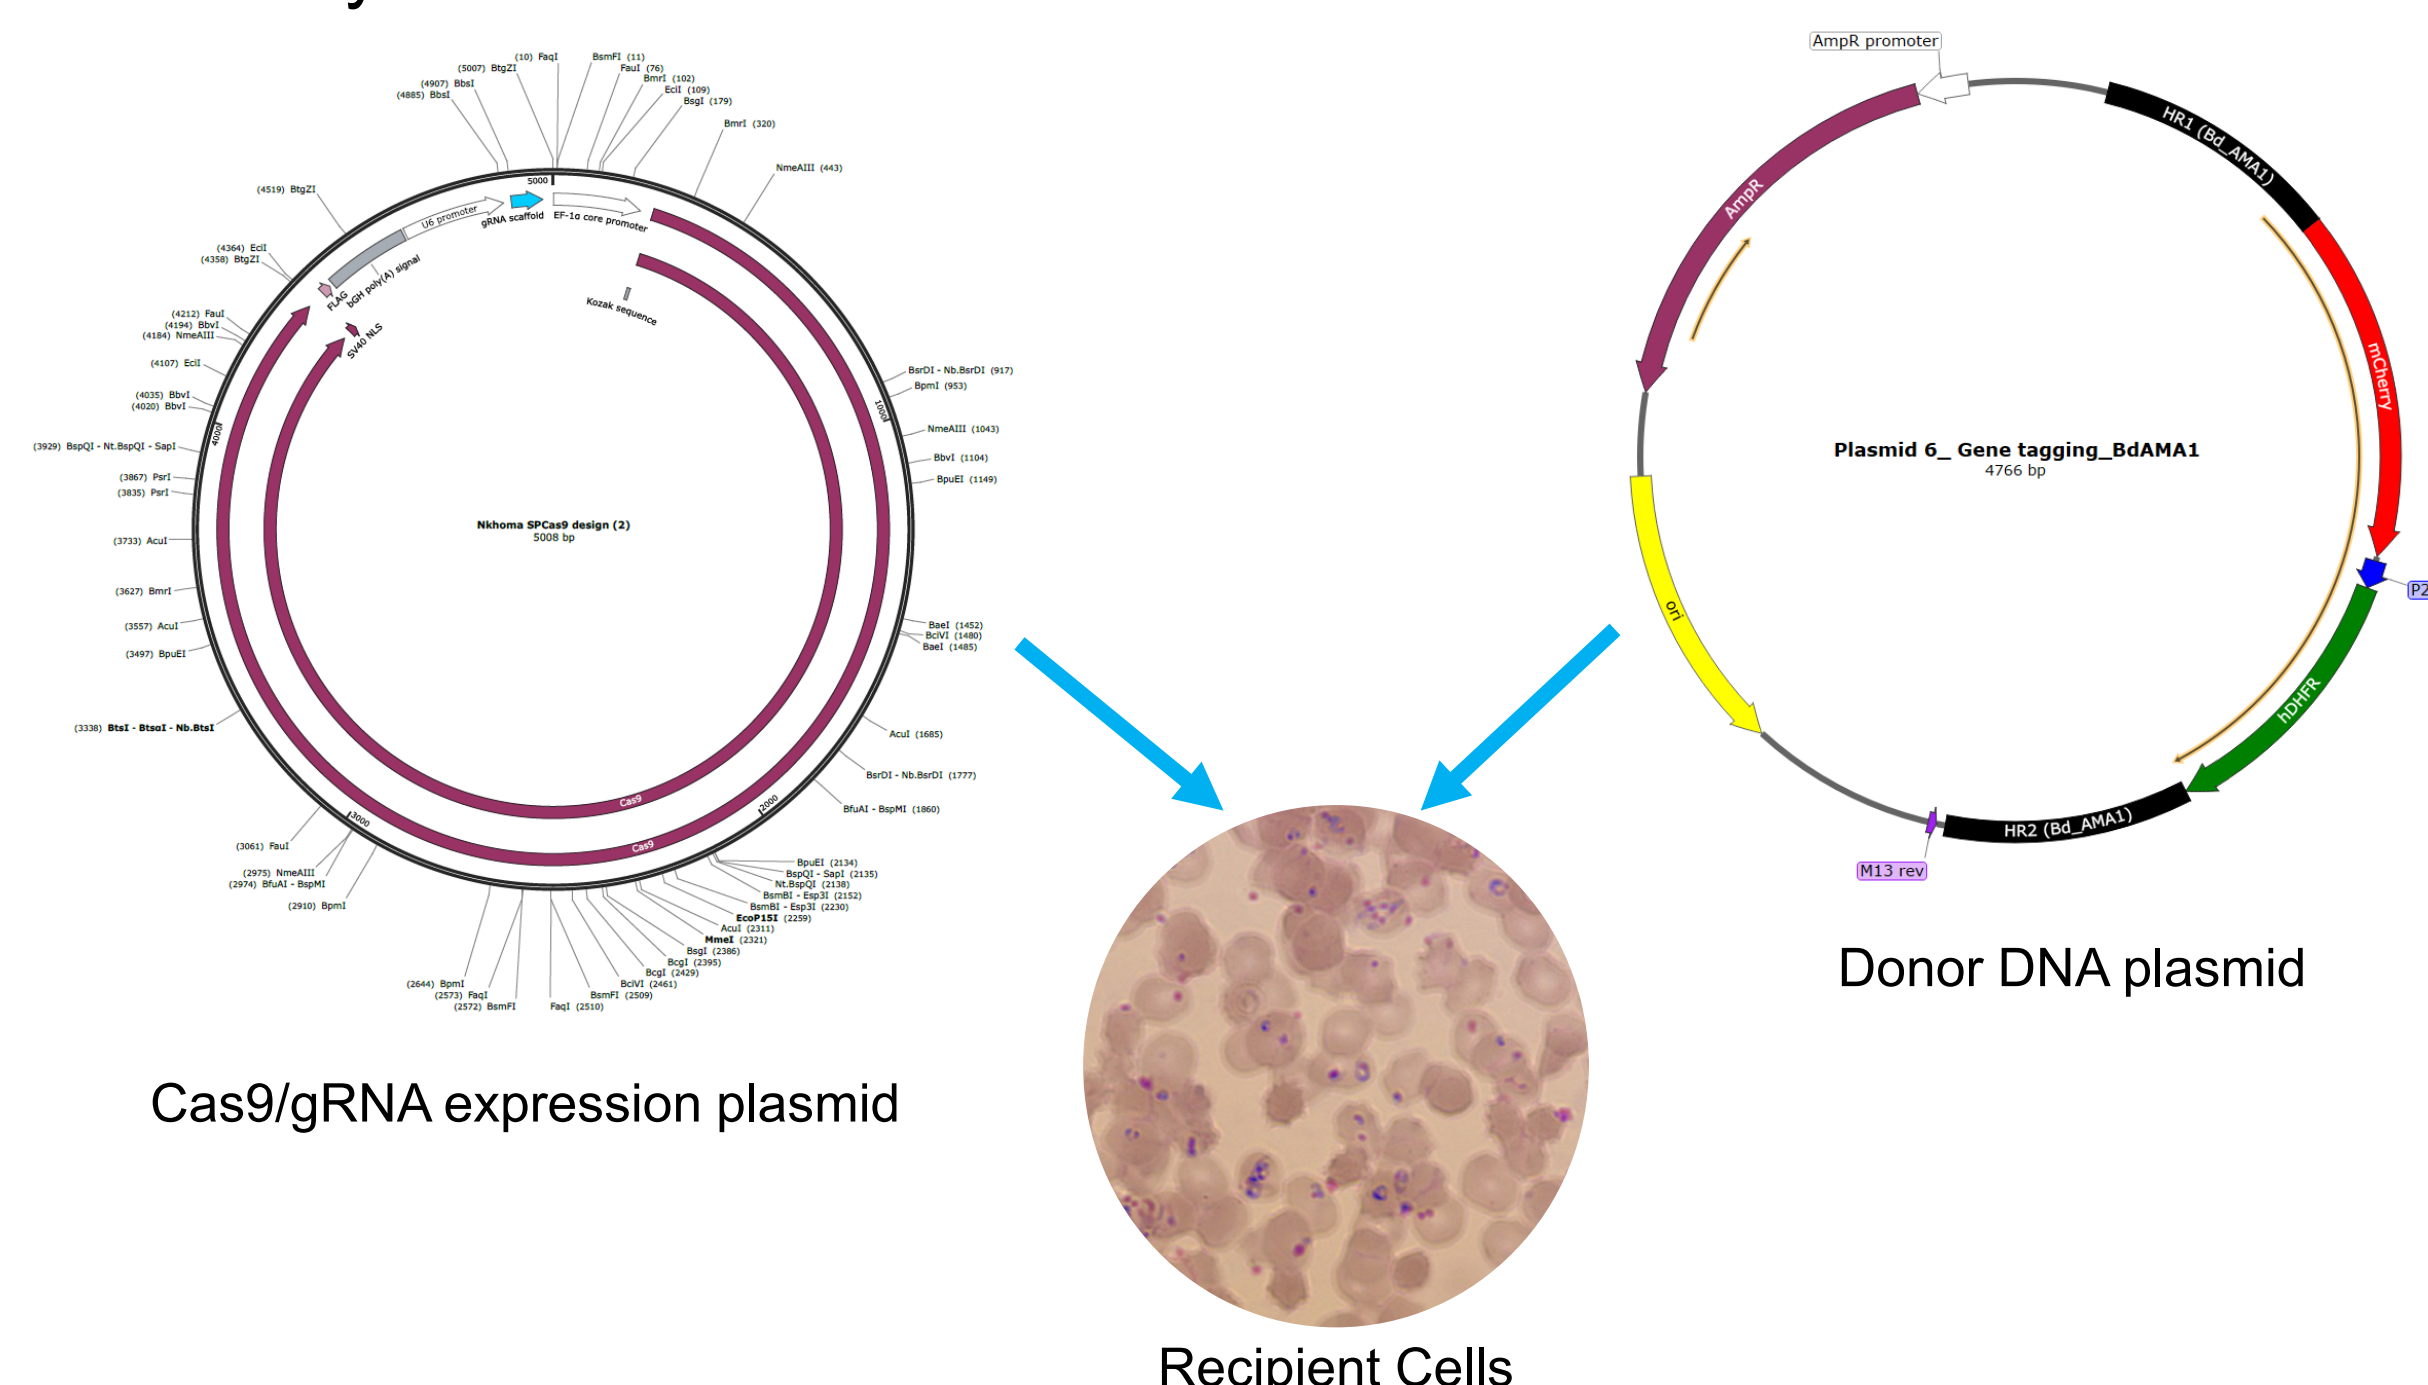 (10) FaqI
BsmFI (11)
(5007) BtgZI
FauI (76)
(4907) BbsI
BmrI (102)
(4885) BbsI
EciI (109)
BsgI (179)
BmrI (320)
NmeAIII (443)
(4519) BtgZI
(4364) EciI
(4358) BtgZI
(4212) FauI
(4194) BbvI
(4184) NmeAIII
(4107) EciI
(4035) BbvI
(4020) BbvI
(3929) BspQI - Nt.BspQI - SapI
(3867) PsrI
(3835) PsrI
(3733) AcuI
(3627) BmrI
(3557) AcuI
(3497) BpuEI
(3338) BtsI - BtsαI - Nb.BtsI
(3061) FauI
(2975) NmeAIII
(2974) BfuAI - BspMI
(2910) BpmI
(2644) BpmI
(2573) FaqI
(2572) BsmFI
FaqI (2510)
BsmFI (2509)
BciVI (2461)
BcgI (2429)
BcgI (2395)
BsgI (2386)
MmeI (2321)
AcuI (2311)
EcoP15I (2259)
BsmBI - Esp3I (2230)
BsmBI - Esp3I (2152)
Nt.BspQI (2138)
BspQI - SapI (2135)
BpuEI (2134)
BfuAI - BspMI (1860)
BsrDI - Nb.BsrDI (1777)
AcuI (1685)
BaeI (1485)
BciVI (1480)
BaeI (1452)
BpuEI (1149)
BbvI (1104)
NmeAIII (1043)
BpmI (953)
BsrDI - Nb.BsrDI (917)
5000
1000
2000
3000
4000
U6 promoter
gRNA scaffold
EF-1α core promoter
bGH poly(A) signal
FLAG
SV40 NLS
Kozak sequence
Cas9
Cas9
Nkhoma SPCas9 design (2)
5008 bp
Cas9/gRNA expression plasmid
AmpR promoter
HR1 (Bd_AMA1)
AmpR
mCherry
Plasmid 6_ Gene tagging_BdAMA1
4766 bp
P2
ori
hDHFR
HR2 (Bd_AMA1)
M13 rev
Donor DNA plasmid
Recipient Cells